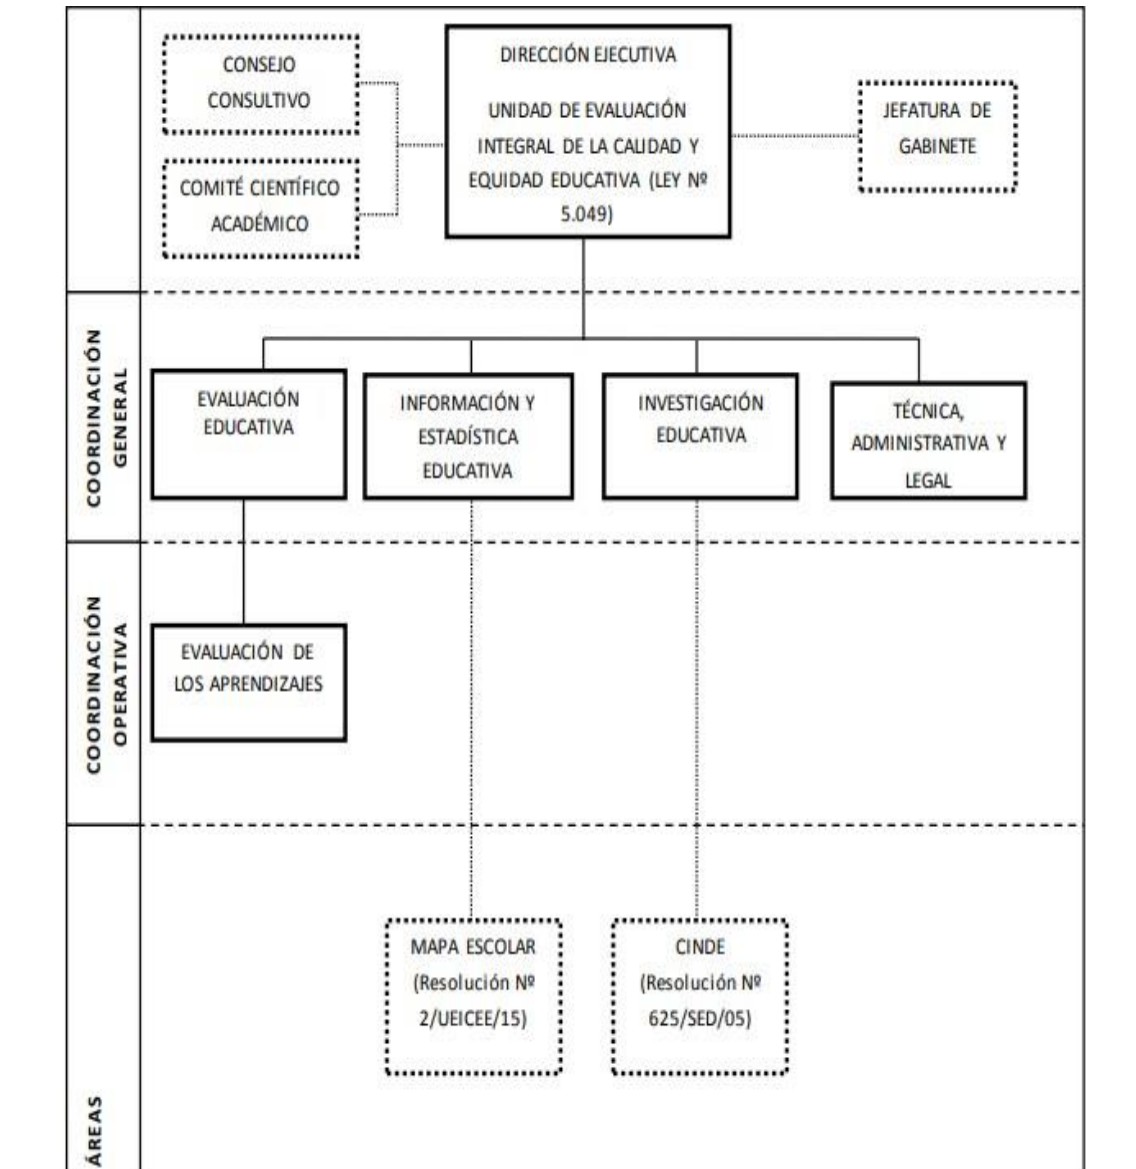 CONSEJO
CONSULTIVO
COMITÉ CIENTÍFICO
ACADÉMICO
DIRECCIÓN EJECUTIVA
UNIDAD DE EVALUACIÓN
INTEGRAL DE LA CALIDAD Y
EQUIDAD EDUCATIVA (LEY Nº
5.049)
JEFATURA DE
GABINETE
COORDINACIÓN
GENERAL
EVALUACIÓN
EDUCATIVA
INFORMACIÓN Y
ESTADÍSTICA
EDUCATIVA
INVESTIGACIÓN
EDUCATIVA
TÉCNICA,
ADMINISTRATIVA Y
LEGAL
COORDINACIÓN
OPERATIVA
EVALUACIÓN DE
LOS APRENDIZAJES
ÁREAS
MAPA ESCOLAR
(Resolución Nº
2/UEICEE/15)
CINDE
(Resolución Nº
625/SED/05)